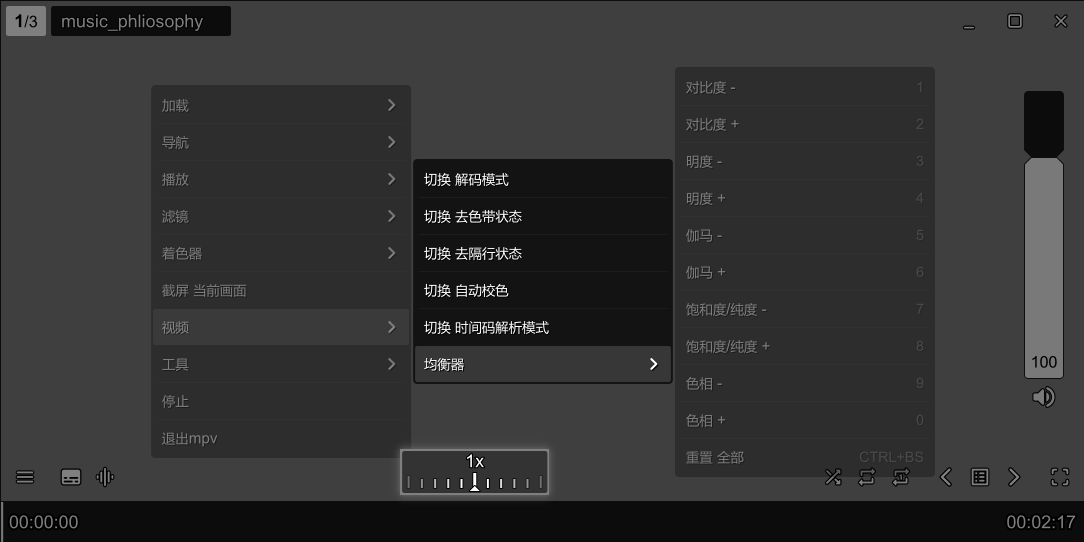 1/3 music_phliosophy
加载
导航
播放
滤镜
着色器
截屏 当前画面
视频
工具
停止
退出mpv
切换 解码模式
切换 去色带状态
切换 去隔行状态
切换 自动校色
切换 时间码解析模式
均衡器
对比度 - 1
对比度 + 2
明度 - 3
明度 + 4
伽马 - 5
伽马 + 6
饱和度/纯度 - 7
饱和度/纯度 + 8
色相 - 9
色相 + 0
重置 全部 CTRL+BS
100
1x
00:00:00 00:02:17